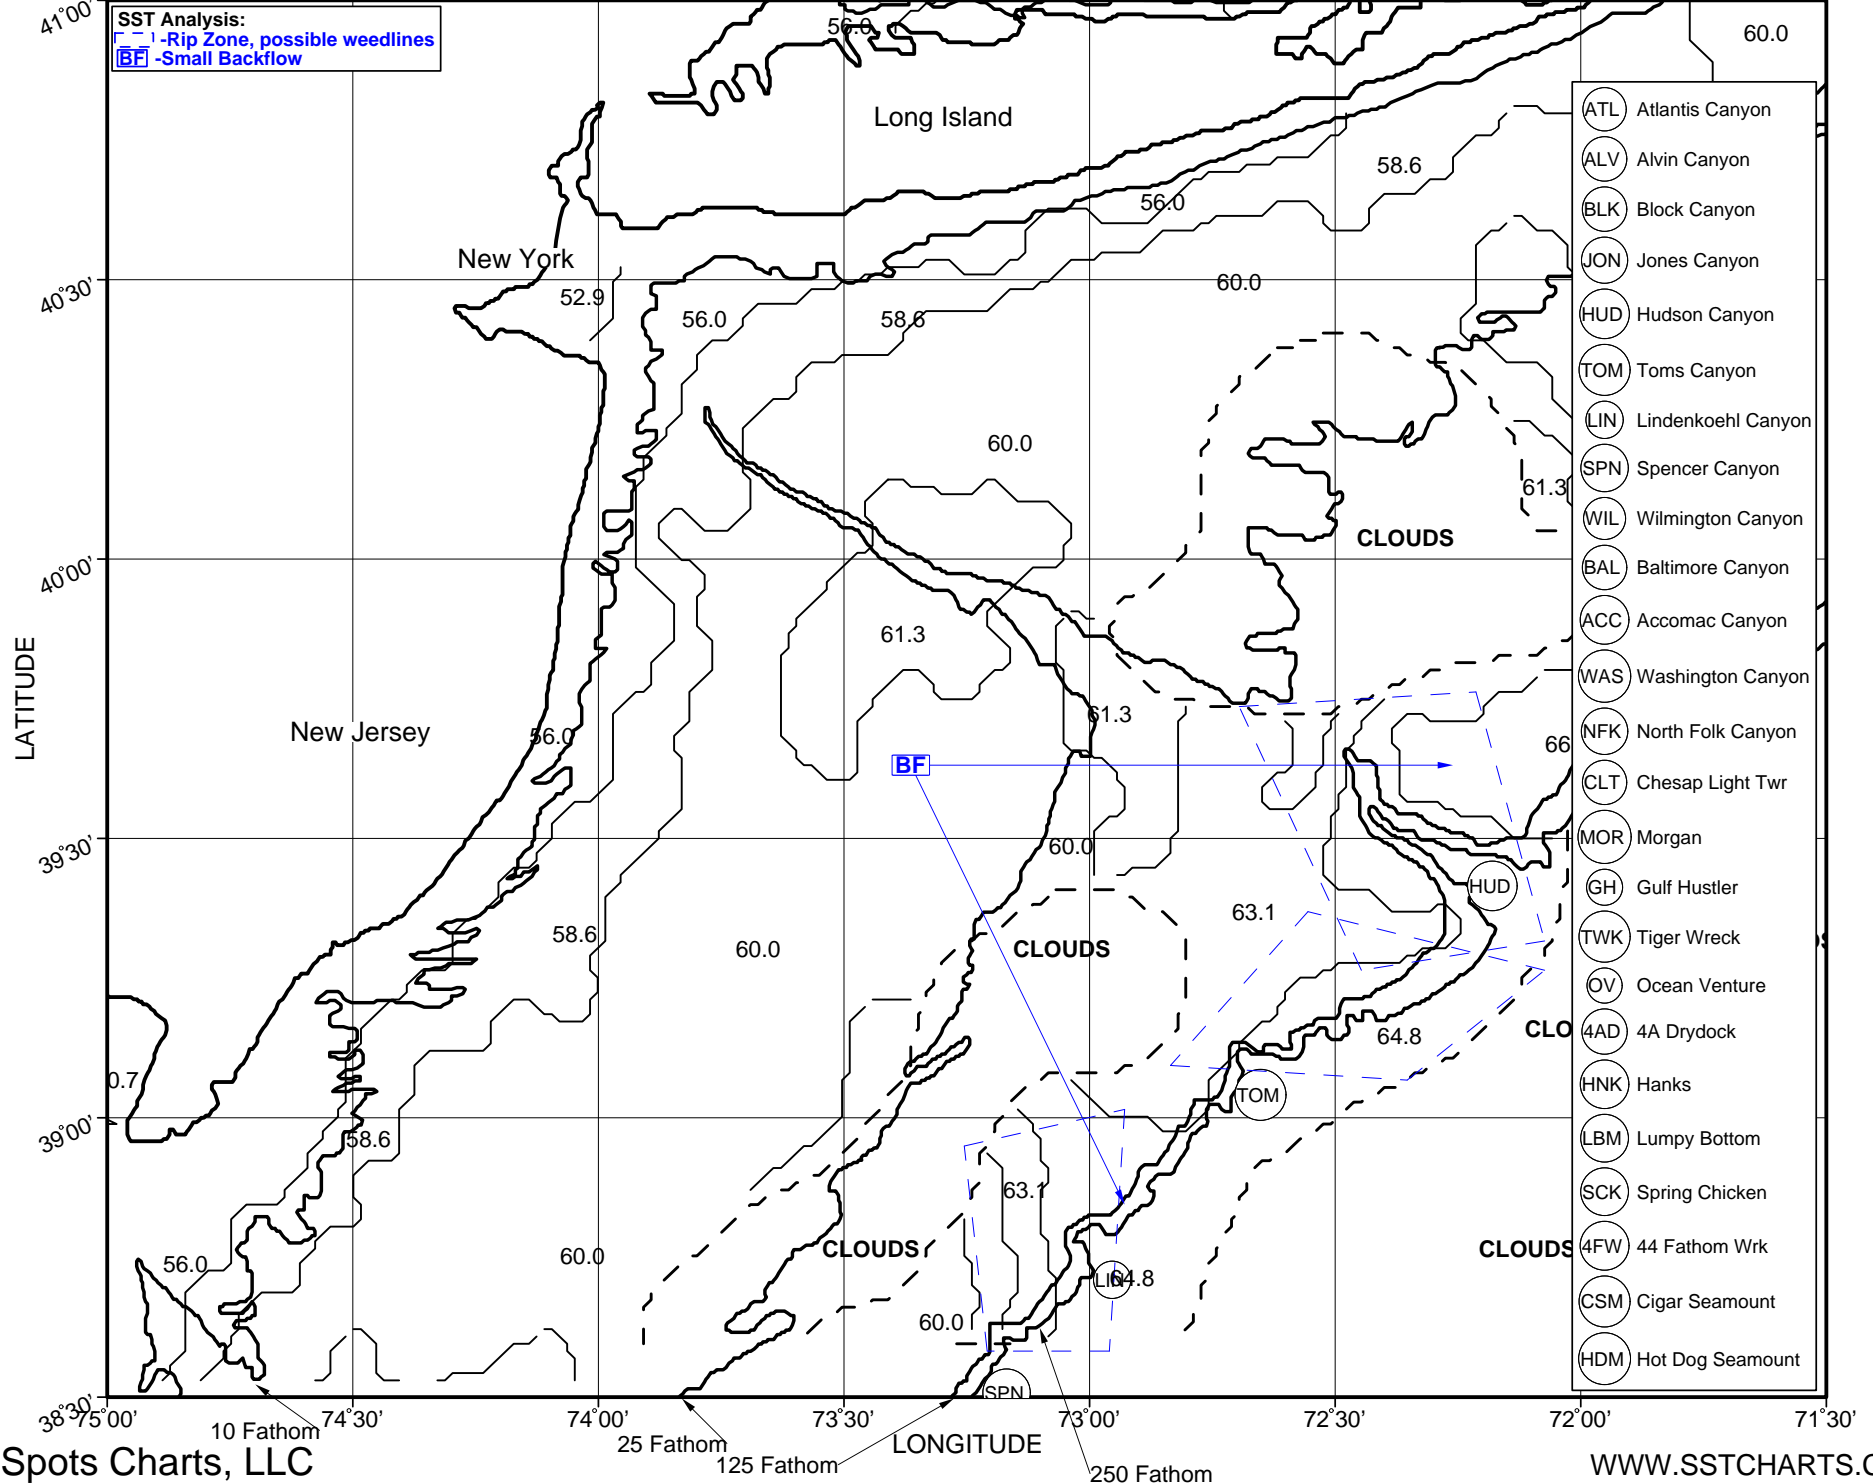 41°00'
SST Analysis:
-Rip Zone, possible weedlines
BF -Small Backflow
56.0
60.0
Long Island
58.6
56.0
New York
52.9
60.0
40°30'
56.0
58.6
60.0
61.3
CLOUDS
40°00'
61.3
LATITUDE
New Jersey
56.0
61.3
66
BF
39°30'
60.0
HUD
63.1
58.6
60.0
CLOUDS
CLO
64.8
0.7
TOM
39°00'
58.6
63.1
56.0
60.0
CLOUDS
CLOUDS
LIN
64.8
60.0
SPN
38°30'
ATL Atlantis Canyon
ALV Alvin Canyon
BLK Block Canyon
JON Jones Canyon
HUD Hudson Canyon
TOM Toms Canyon
LIN Lindenkoehl Canyon
SPN Spencer Canyon
WIL Wilmington Canyon
BAL Baltimore Canyon
ACC Accomac Canyon
WAS Washington Canyon
NFK North Folk Canyon
CLT Chesap Light Twr
MOR Morgan
GH Gulf Hustler
TWK Tiger Wreck
OV Ocean Venture
4AD 4A Drydock
HNK Hanks
LBM Lumpy Bottom
SCK Spring Chicken
4FW 44 Fathom Wrk
CSM Cigar Seamount
HDM Hot Dog Seamount
75°00' 74°30' 74°00' 73°30' 73°00' 72°30' 72°00' 71°30'
10 Fathom
25 Fathom
125 Fathom
LONGITUDE
250 Fathom
Spots Charts, LLC
WWW.SSTCHARTS.C